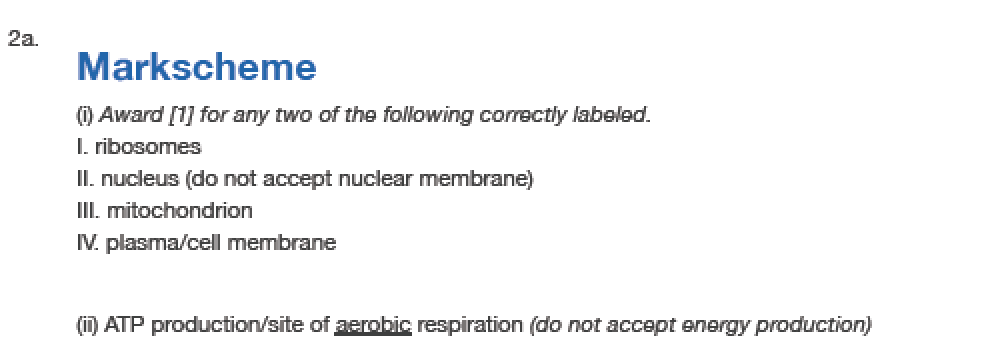 2a.
Markscheme
(i) Award [1] for any two of the following correctly labeled.
I. ribosomes
II. nucleus (do not accept nuclear membrane)
III. mitochondrion
IV. plasma/cell membrane
(ii) ATP production/site of aerobic respiration (do not accept energy production)